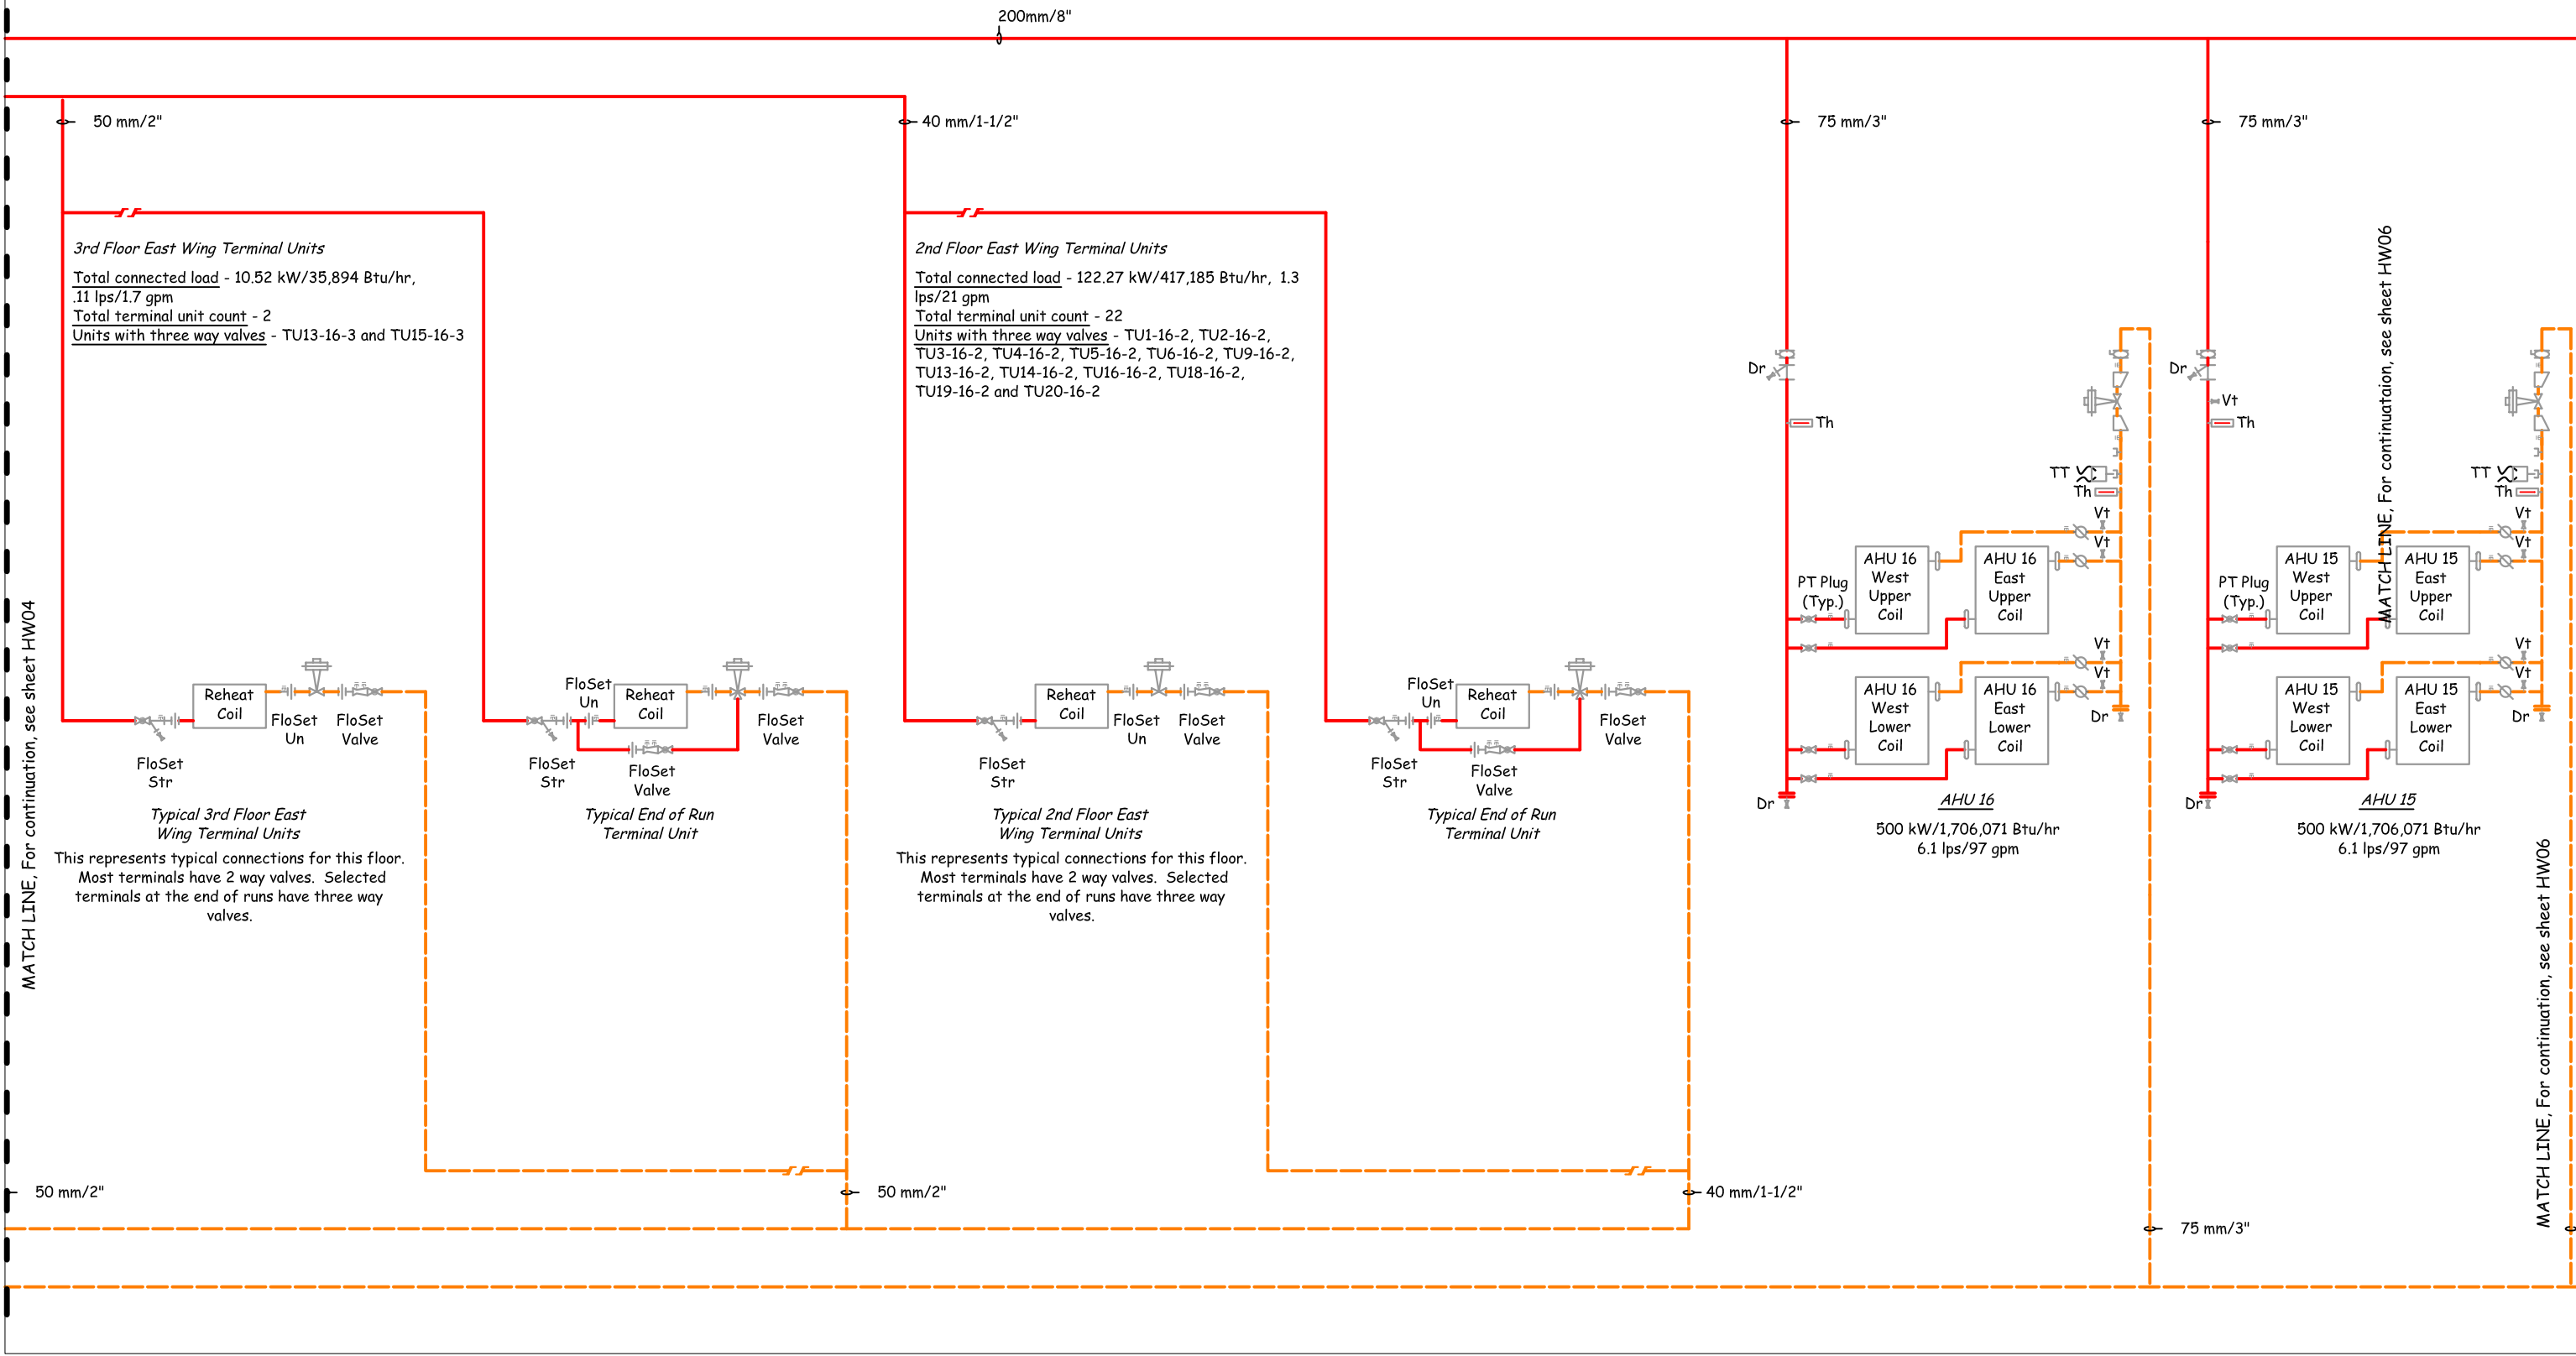 200mm/8"
50 mm/2"
40 mm/1-1/2"
75 mm/3"
75 mm/3"
3rd Floor East Wing Terminal Units
Total connected load - 10.52 kW/35,894 Btu/hr,
.11 lps/1.7 gpm
Total terminal unit count - 2
Units with three way valves - TU13-16-3 and TU15-16-3
2nd Floor East Wing Terminal Units
Total connected load - 122.27 kW/417,185 Btu/hr, 1.3
lps/21 gpm
Total terminal unit count - 22
Units with three way valves - TU1-16-2, TU2-16-2,
TU3-16-2, TU4-16-2, TU5-16-2, TU6-16-2, TU9-16-2,
TU13-16-2, TU14-16-2, TU16-16-2, TU18-16-2,
TU19-16-2 and TU20-16-2
MATCH LINE, For continuation, see sheet HW04
Reheat
Coil
FloSet
Un
FloSet
Valve
FloSet
Str
Typical 3rd Floor East
Wing Terminal Units
This represents typical connections for this floor.
Most terminals have 2 way valves. Selected
terminals at the end of runs have three way
valves.
FloSet
Un
Reheat
Coil
FloSet
Valve
FloSet
Str
FloSet
Valve
Typical End of Run
Terminal Unit
Reheat
Coil
FloSet
Un
FloSet
Valve
FloSet
Str
Typical 2nd Floor East
Wing Terminal Units
This represents typical connections for this floor.
Most terminals have 2 way valves. Selected
terminals at the end of runs have three way
valves.
FloSet
Un
Reheat
Coil
FloSet
Valve
FloSet
Str
FloSet
Valve
Typical End of Run
Terminal Unit
Dr
Th
TT
Th
Vt
Vt
PT Plug
(Typ.)
AHU 16
West
Upper
Coil
AHU 16
East
Upper
Coil
Vt
Vt
AHU 16
West
Lower
Coil
AHU 16
East
Lower
Coil
Dr
Dr
AHU 16
500 kW/1,706,071 Btu/hr
6.1 lps/97 gpm
Dr
Vt
Th
MATCH LINE, For continuataion, see sheet HW06
TT
Th
Vt
Vt
PT Plug
(Typ.)
AHU 15
West
Upper
Coil
AHU 15
East
Upper
Coil
Vt
Vt
AHU 15
West
Lower
Coil
AHU 15
East
Lower
Coil
Dr
Dr
AHU 15
500 kW/1,706,071 Btu/hr
6.1 lps/97 gpm
MATCH LINE, For continuation, see sheet HW06
50 mm/2"
50 mm/2"
40 mm/1-1/2"
75 mm/3"